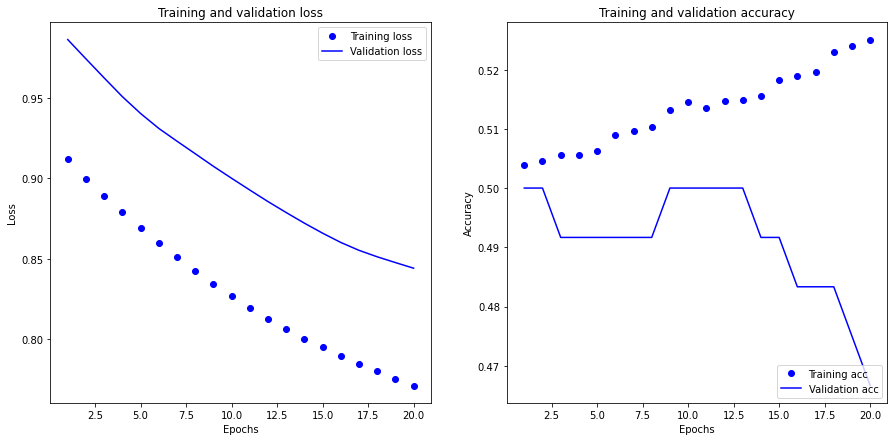 Training and validation loss
Training loss
Validation loss
0.95
0.90
0.85
0.80
Loss
2.5 5.0 7.5 10.0 12.5 15.0 17.5 20.0
Epochs
Training and validation accuracy
0.52
0.51
0.50
0.49
0.48
0.47
Accuracy
Training acc
Validation acc
2.5 5.0 7.5 10.0 12.5 15.0 17.5 20.0
Epochs